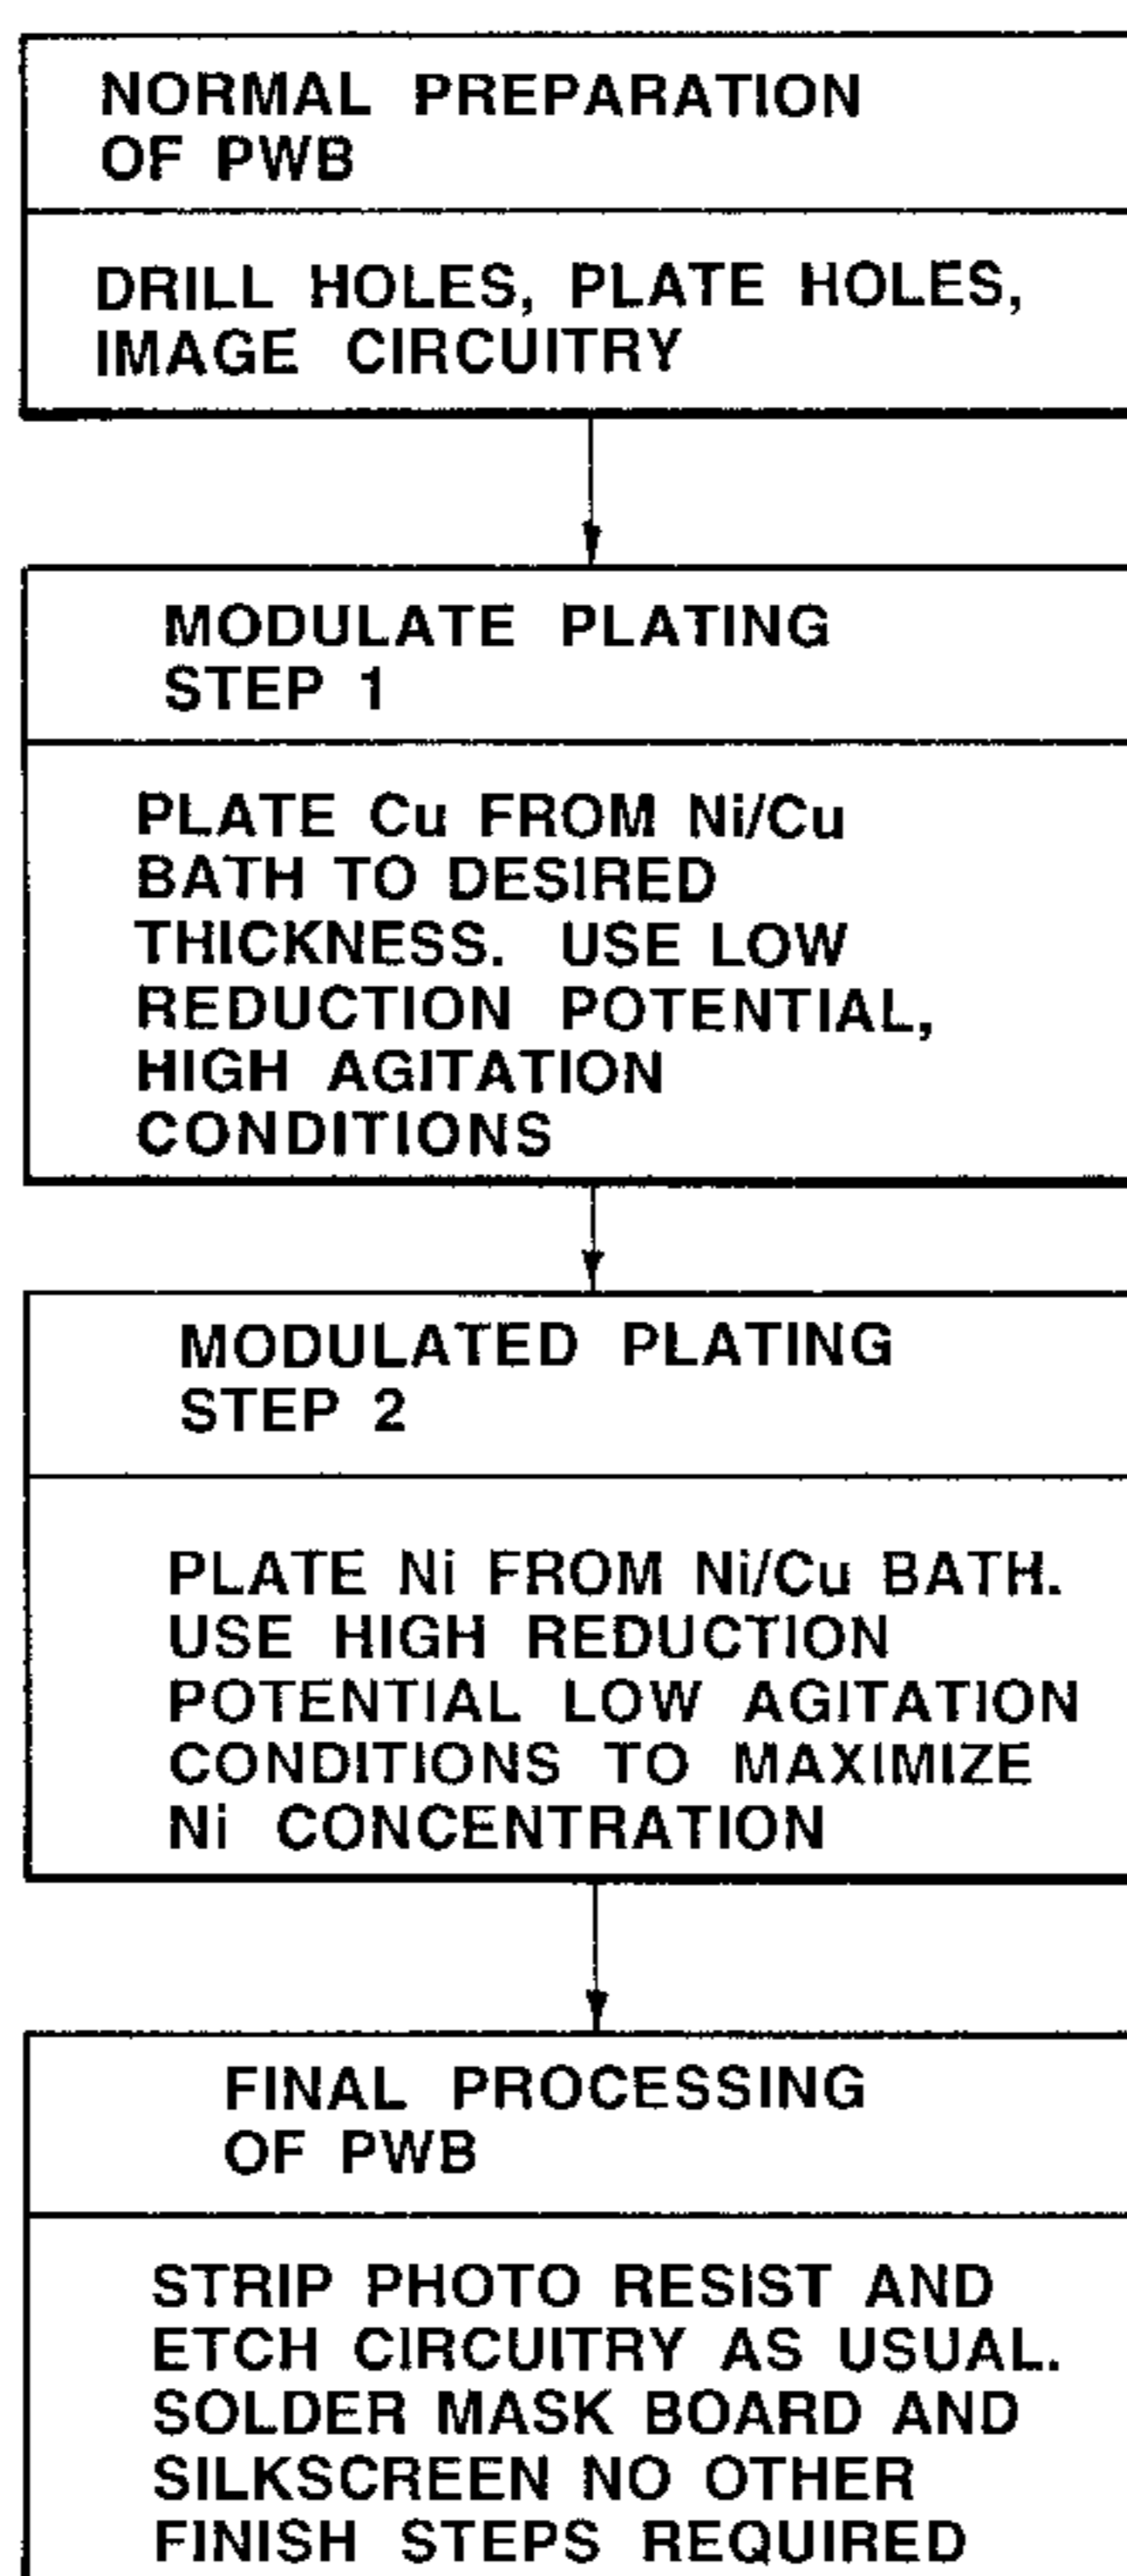 NORMAL PREPARATION
OF PWB
DRILL HOLES, PLATE HOLES,
IMAGE CIRCUITRY
MODULATE PLATING
STEP 1
PLATE Cu FROM Ni/Cu
BATH TO DESIRED
THICKNESS. USE LOW
REDUCTION POTENTIAL,
HIGH AGITATION
CONDITIONS
MODULATED PLATING
STEP 2
PLATE Ni FROM Ni/Cu BATH.
USE HIGH REDUCTION
POTENTIAL LOW AGITATION
CONDITIONS TO MAXIMIZE
Ni CONCENTRATION
FINAL PROCESSING
OF PWB
STRIP PHOTO RESIST AND
ETCH CIRCUITRY AS USUAL.
SOLDER MASK BOARD AND
SILKSCREEN NO OTHER
FINISH STEPS REQUIRED